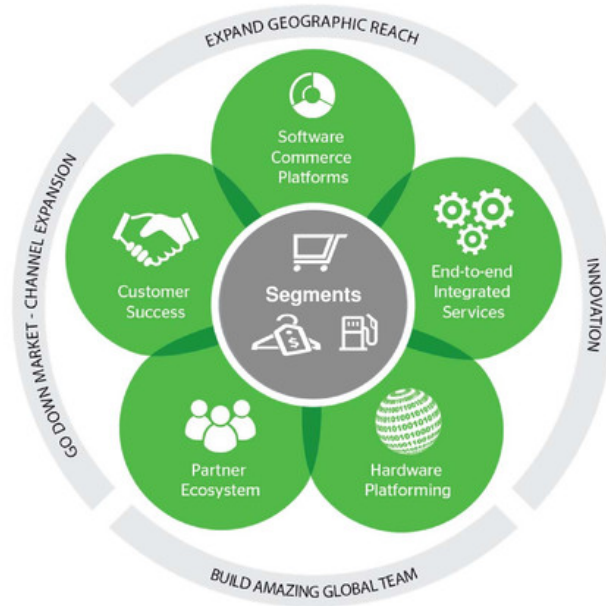 EXPAND GEOGRAPHIC REACH
Software
Commerce
Platforms
GO DOWN MARKET - CHANNEL EXPANSION
Customer
Success
Segments
$
End-to-end
Integrated
Services
INNOVATION
Partner
Ecosystem
Hardware
Platforming
BUILD AMAZING GLOBAL TEAM